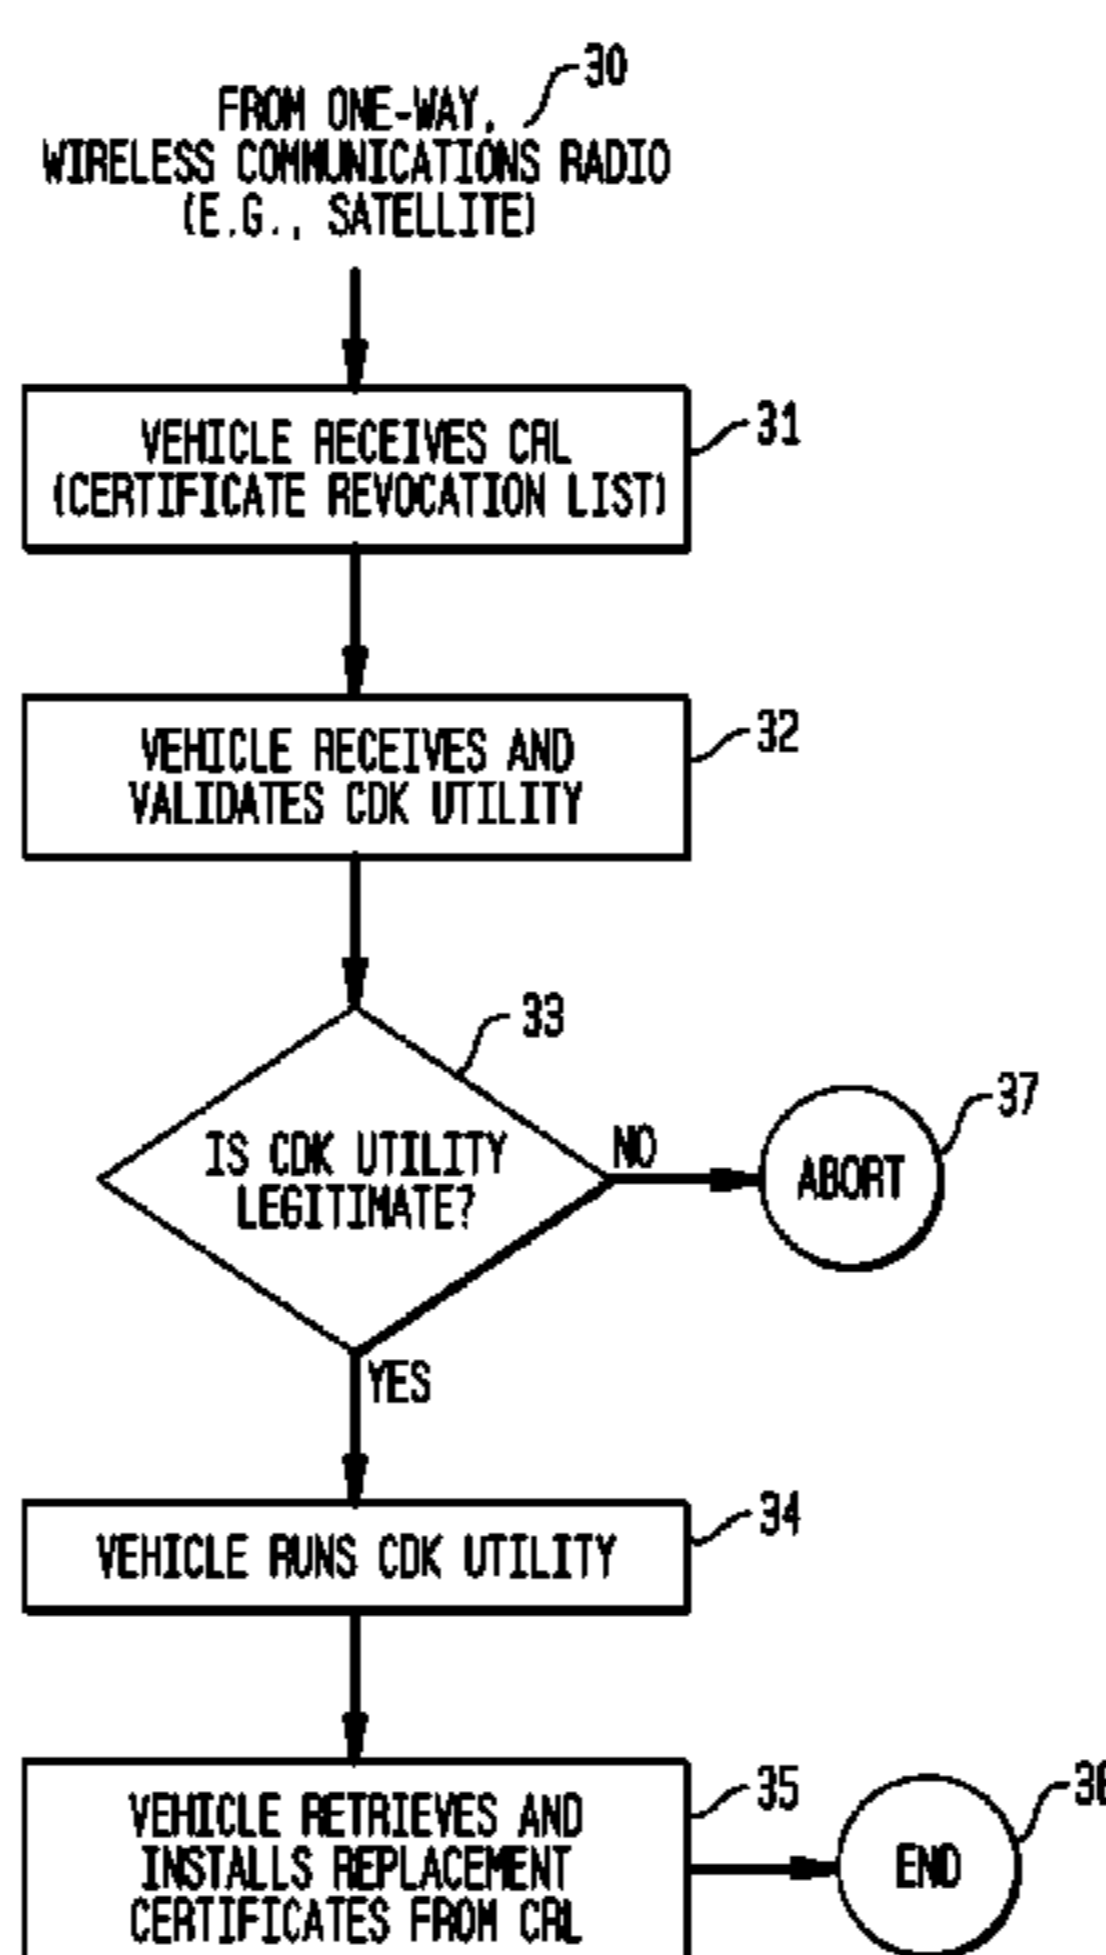 30
FROM ONE-WAY,
WIRELESS COMMUNICATIONS RADIO
(E.G., SATELLITE)
VEHICLE RECEIVES CRL
(CERTIFICATE REVOCATION LIST)
31
VEHICLE RECEIVES AND
VALIDATES CDK UTILITY
32
33
IS CDK UTILITY
LEGITIMATE?
NO
ABORT
37
YES
VEHICLE RUNS CDK UTILITY
34
VEHICLE RETRIEVES AND
INSTALLS REPLACEMENT
CERTIFICATES FROM CRL
35
END
36